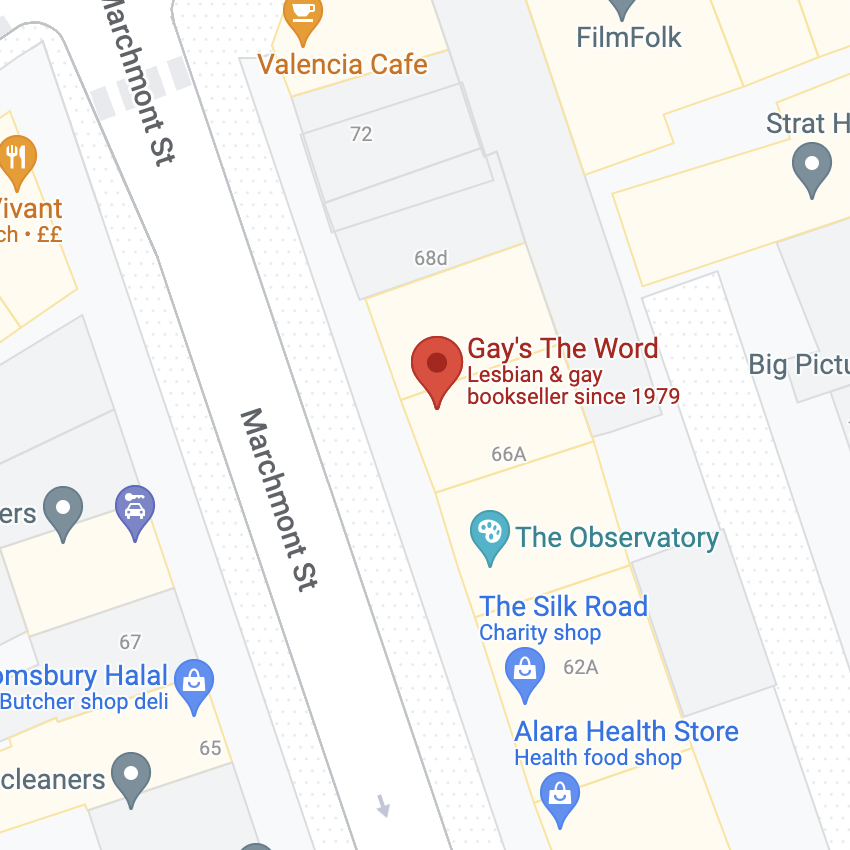 Marchmont St
FilmFolk
Valencia Cafe
72
Strat H
ivant
ch • ££
68d
Gay's The Word
Lesbian & gay
bookseller since 1979
Big Pictu
Marchmont St
66A
ers
The Observatory
The Silk Road
Charity shop
67
62A
omsbury Halal
Butcher shop deli
Alara Health Store
Health food shop
65
cleaners